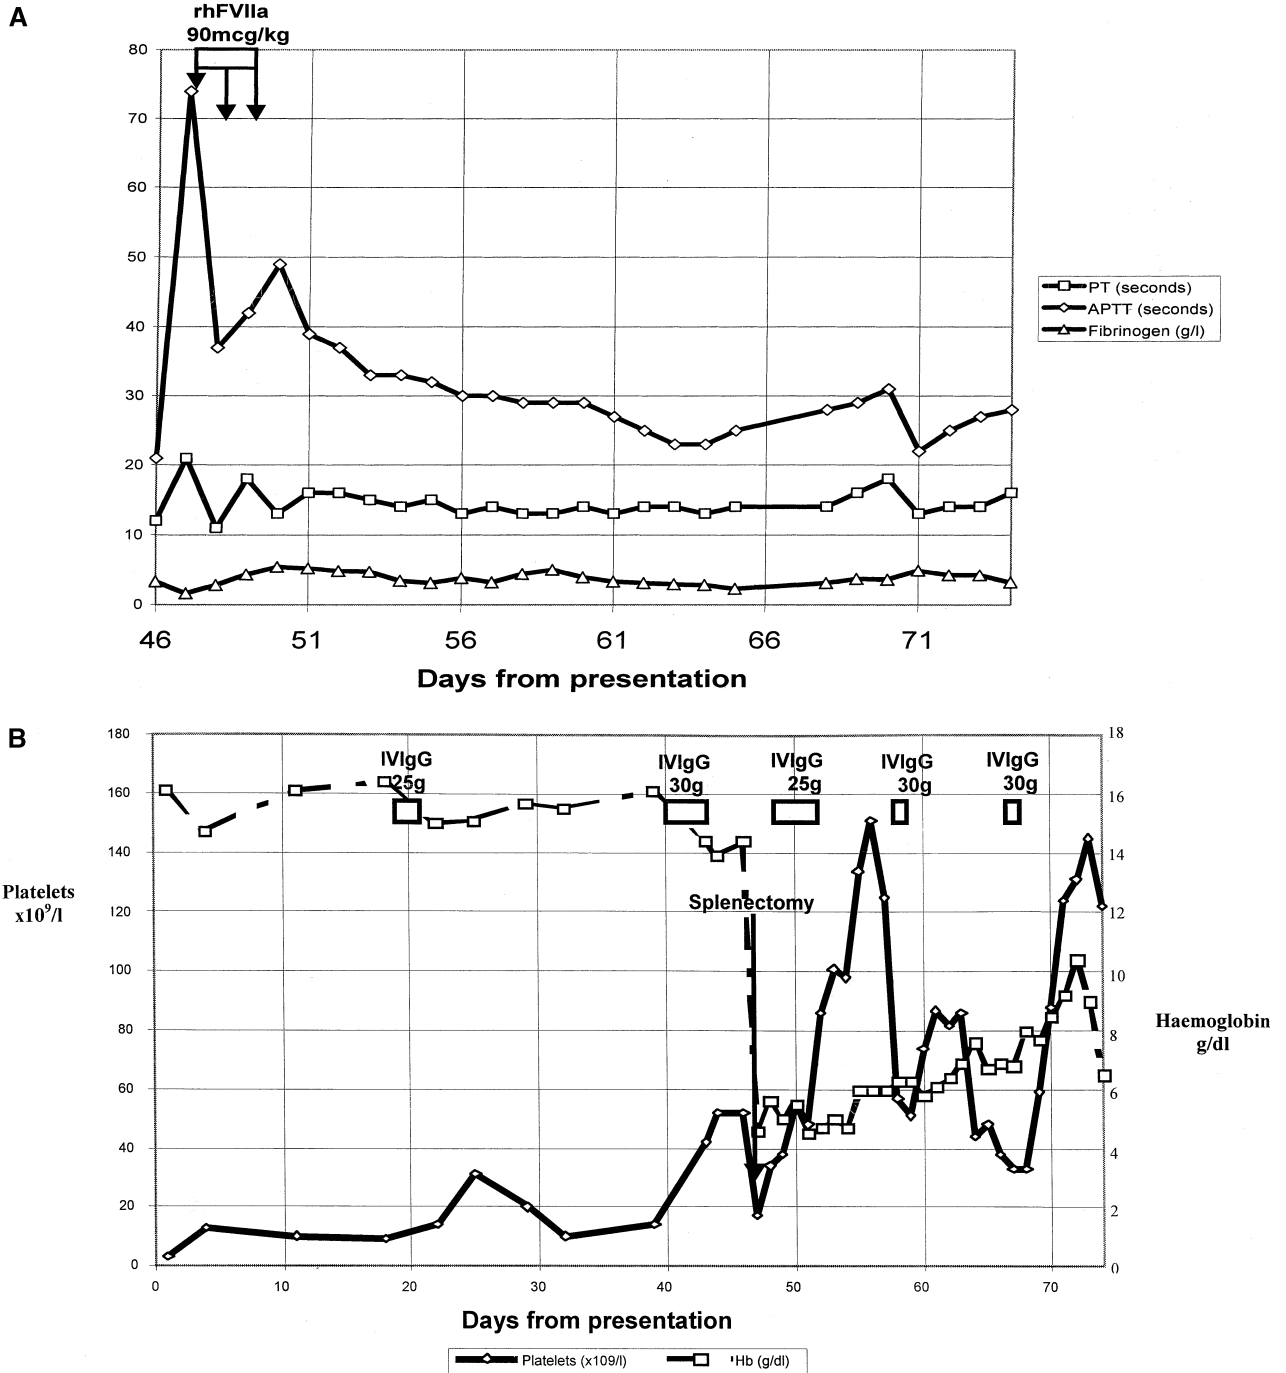 A
rhFVIIa
90mcg/kg
80
70
60
50
40
30
20
10
0
46 51 56 61 66 71
Days from presentation
PT (seconds)
APTT (seconds)
Fibrinogen (g/l)
B
180
160
140
120
100
80
60
40
20
0
Platelets
x10⁹/l
IVIgG
25g
IVIgG
30g
IVIgG
25g
IVIgG
30g
IVIgG
30g
Splenectomy
18
16
14
12
10
8
6
4
2
0
Haemoglobin
g/dl
0 10 20 30 40 50 60 70
Days from presentation
Platelets (x109/l)
Hb (g/dl)